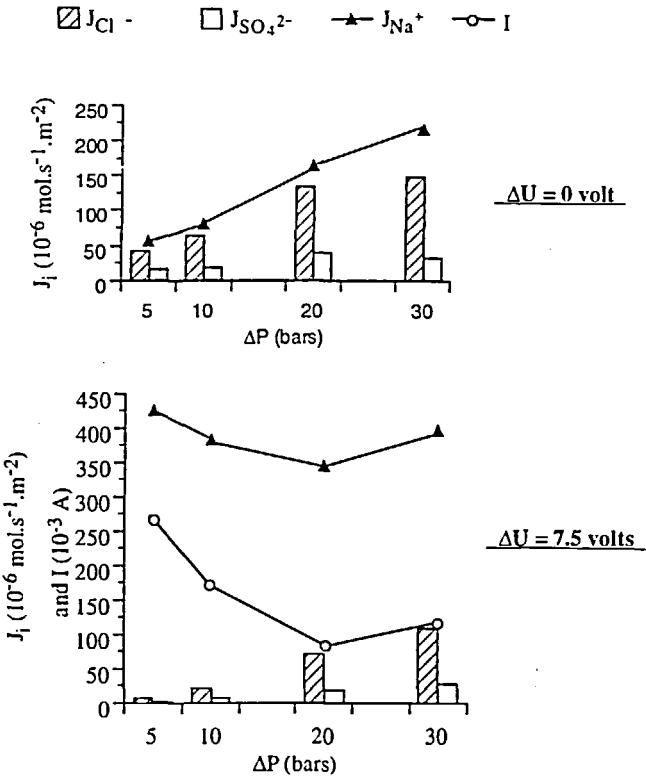 J_Cl - J_SO₄²⁻ J_Na⁺ I
250
200
150
100
50
0
J_i (10⁻⁶ mol.s⁻¹.m⁻²)
5 10 20 30
ΔP (bars)
ΔU = 0 volt
450
400
350
300
250
200
150
100
50
0
J_i (10⁻⁶ mol.s⁻¹.m⁻²)
and I (10⁻³ A)
5 10 20 30
ΔP (bars)
ΔU = 7.5 volts